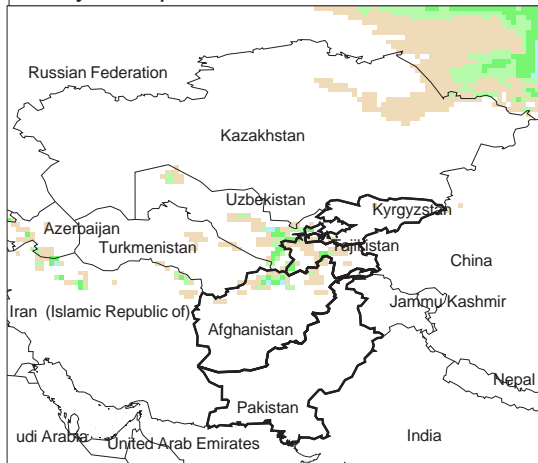 Russian Federation
Kazakhstan
Uzbekistan
Kyrgyzstan
Azerbaijan
Turkmenistan
Tajikistan
China
Iran (Islamic Republic of)
Jammu/Kashmir
Afghanistan
Nepal
Pakistan
udi Arabia
United Arab Emirates
India